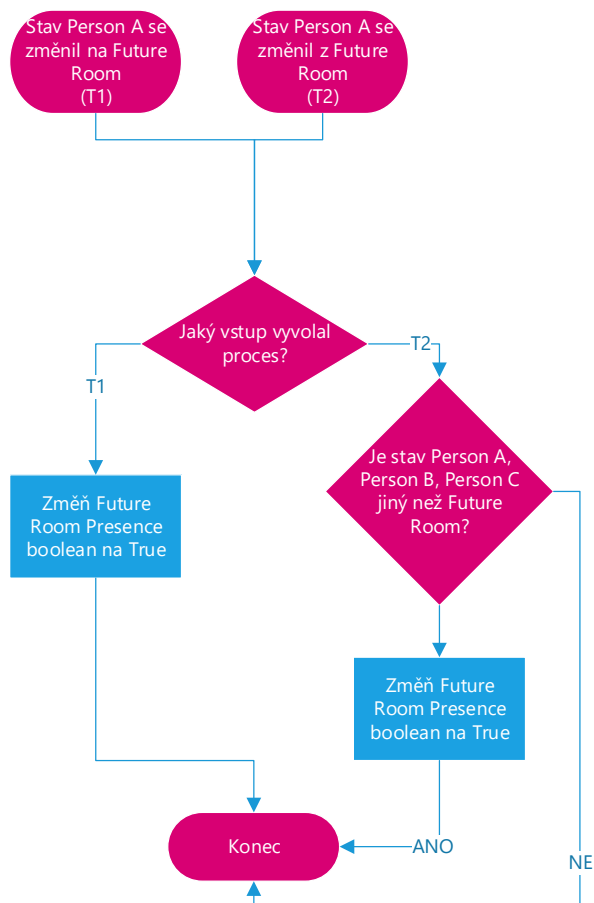 Stav Person A se
změnil na Future
Room
(T1)
Stav Person A se
změnil z Future
Room
(T2)
Jaký vstup vyvolal
proces?
T1
T2
Je stav Person A,
Person B, Person C
jiný než Future
Room?
Změň Future
Room Presence
boolean na True
Změň Future
Room Presence
boolean na True
Konec
ANO
NE